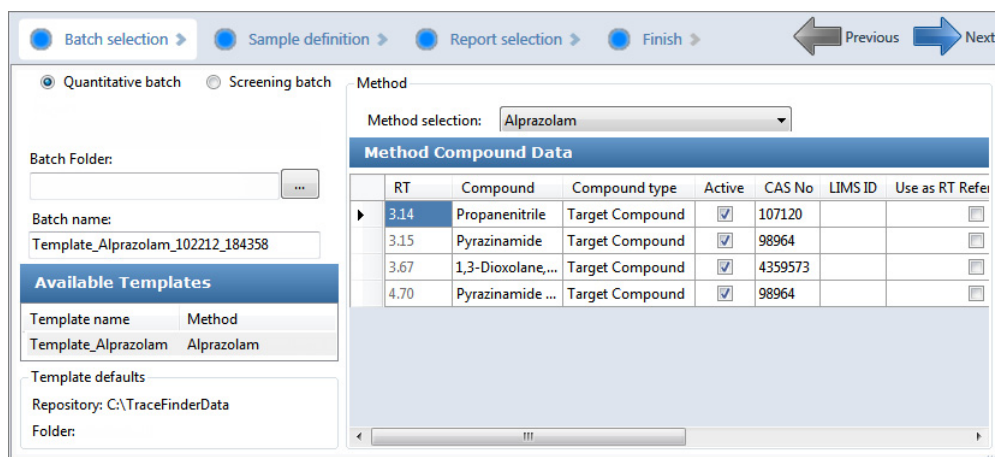 Batch selection Sample definition Report selection Finish Previous Next
Quantitative batch Screening batch
Batch Folder:
...
Batch name:
Template_Alprazolam_102212_184358
Available Templates
Template name Method
Template_Alprazolam Alprazolam
Template defaults
Repository: C:\TraceFinderData
Folder:
Method
Method selection: Alprazolam
Method Compound Data
RT Compound Compound type Active CAS No LIMS ID Use as RT Refer
3.14 Propanenitrile Target Compound 107120
3.15 Pyrazinamide Target Compound 98964
3.67 1,3-Dioxolane,... Target Compound 4359573
4.70 Pyrazinamide ... Target Compound 98964